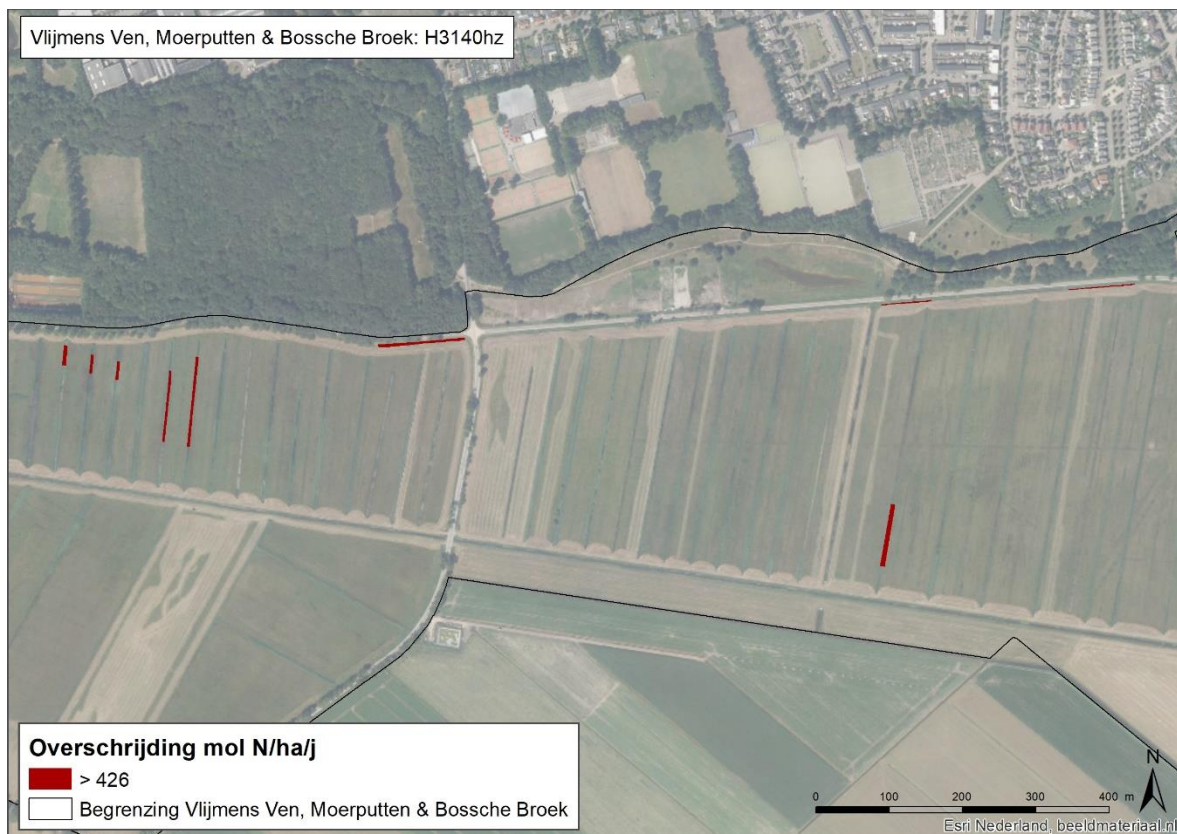 Vlijmens Ven, Moerputten & Bossche Broek: H3140hz
Overschrijding mol N/ha/j
> 426
Begrenzing Vlijmens Ven, Moerputten & Bossche Broek
N
0 100 200 300 400 m
Esri Nederland, beeldmateriaal.nl